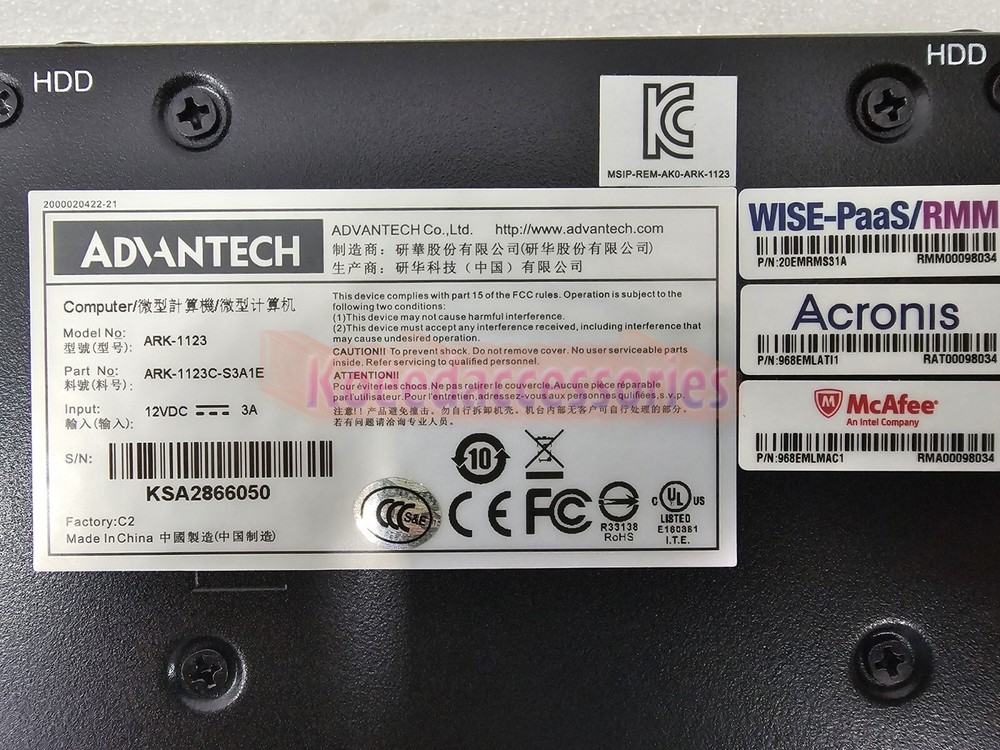 HDD
HDD
KC
MSIP-REM-AK0-ARK-1123
2000020422-21
ADVANTECH
ADVANTECH Co.,Ltd. http://www.advantech.com
制造商：研華股份有限公司(研华股份有限公司)
生产商：研华科技（中国）有限公司
Computer/微型計算機/微型计算机
Model No: ARK-1123
型號(型号):
Part No: ARK-1123C-S3A1E
料號(料号):
Input: 12VDC 3A
輸入(输入):
S/N:
KSA2866050
Factory:C2
Made In China 中國製造(中国制造)
This device complies with part 15 of the FCC rules. Operation is subject to the
following two conditions:
(1)This device may not cause harmful interference.
(2)This device must accept any interference received, including interference that
may cause undesired operation.
CAUTION!! To prevent shock. Do not remove cover. No user serviceable parts
inside. Refer servicing to qualified personnel.
ATTENTION!!
Pour éviter les chocs. Ne pas retirer le couvercle.Aucune pièce réparable
par l'utilisateur.Pour l'entretien,adressez-vous aux personnes qualifiées,s.v.p.
注意!! 产品避免撞击。勿自行拆卸机壳。机台内部无客户可自行处理的部分。
若有问题请洽询专业人员。
10
CCC S&E
CE FC
R33138
RoHS
C UL US
LISTED
E160351
I.T.E.
WISE-PaaS/RMM
P/N:20EMRMS31A RMM00098034
Acronis
P/N:968EMLATI1 RAT00098034
McAfee®
An Intel Company
P/N:968EMLMAC1 RMA00098034